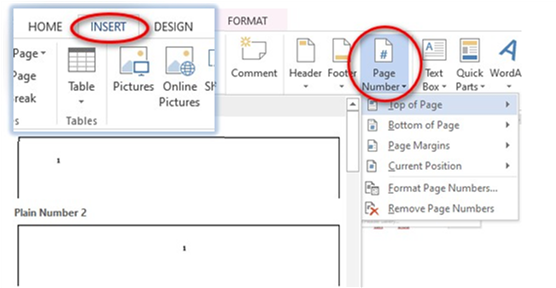 HOME INSERT DESIGN FORMAT
Page
Page
reak
s
Table
Tables
Pictures
Online
Pictures
Comment
Header
Footer
Page
Number
Text
Box
Quick
Parts
WordA
Top of Page
Bottom of Page
Page Margins
Current Position
Format Page Numbers...
Remove Page Numbers
1
Plain Number 2
1